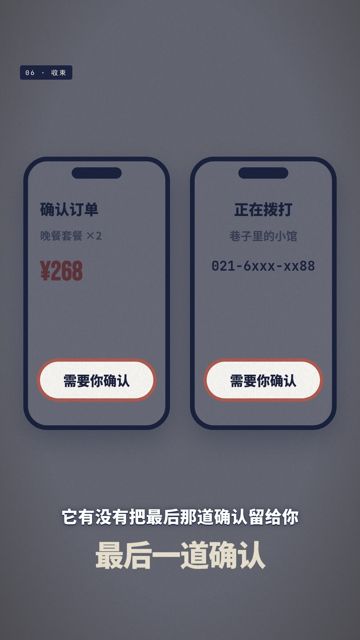 06 · 收束
确认订单
晚餐套餐 ×2
¥268
需要你确认
正在拨打
巷子里的小馆
021-6xxx-xx88
需要你确认
它有没有把最后那道确认留给你
最后一道确认